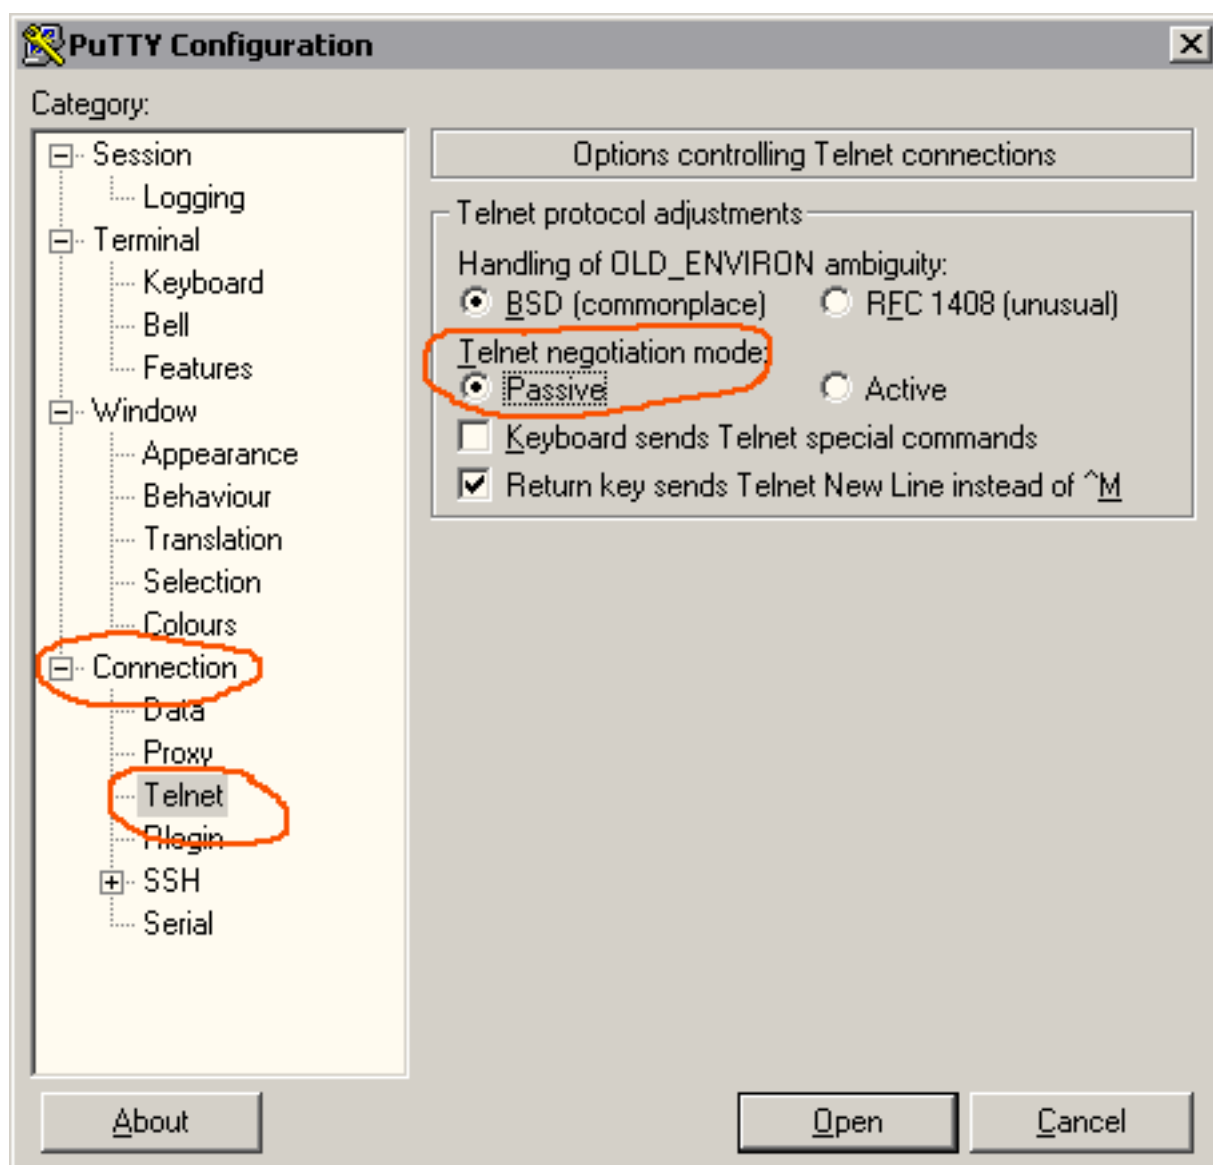 PuTTY Configuration
Category:
Session
Logging
Terminal
Keyboard
Bell
Features
Window
Appearance
Behaviour
Translation
Selection
Colours
Connection
Data
Proxy
Telnet
Rlogin
SSH
Serial
Options controlling Telnet connections
Telnet protocol adjustments
Handling of OLD_ENVIRON ambiguity:
BSD (commonplace) RFC 1408 (unusual)
Telnet negotiation mode:
Passive Active
Keyboard sends Telnet special commands
Return key sends Telnet New Line instead of ^M
About Open Cancel